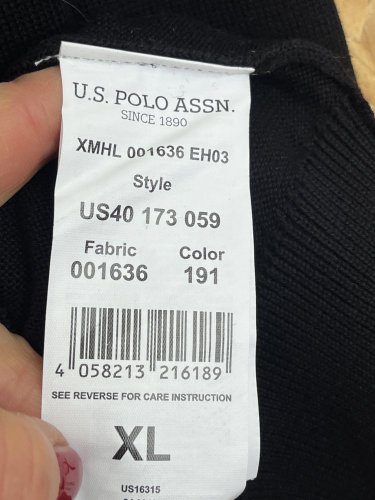 U.S. POLO ASSN.
SINCE 1890
XMHL 001636 EH03
Style
US40 173 059
Fabric Color
001636 191
4 058213 216189
SEE REVERSE FOR CARE INSTRUCTION
XL
US16315